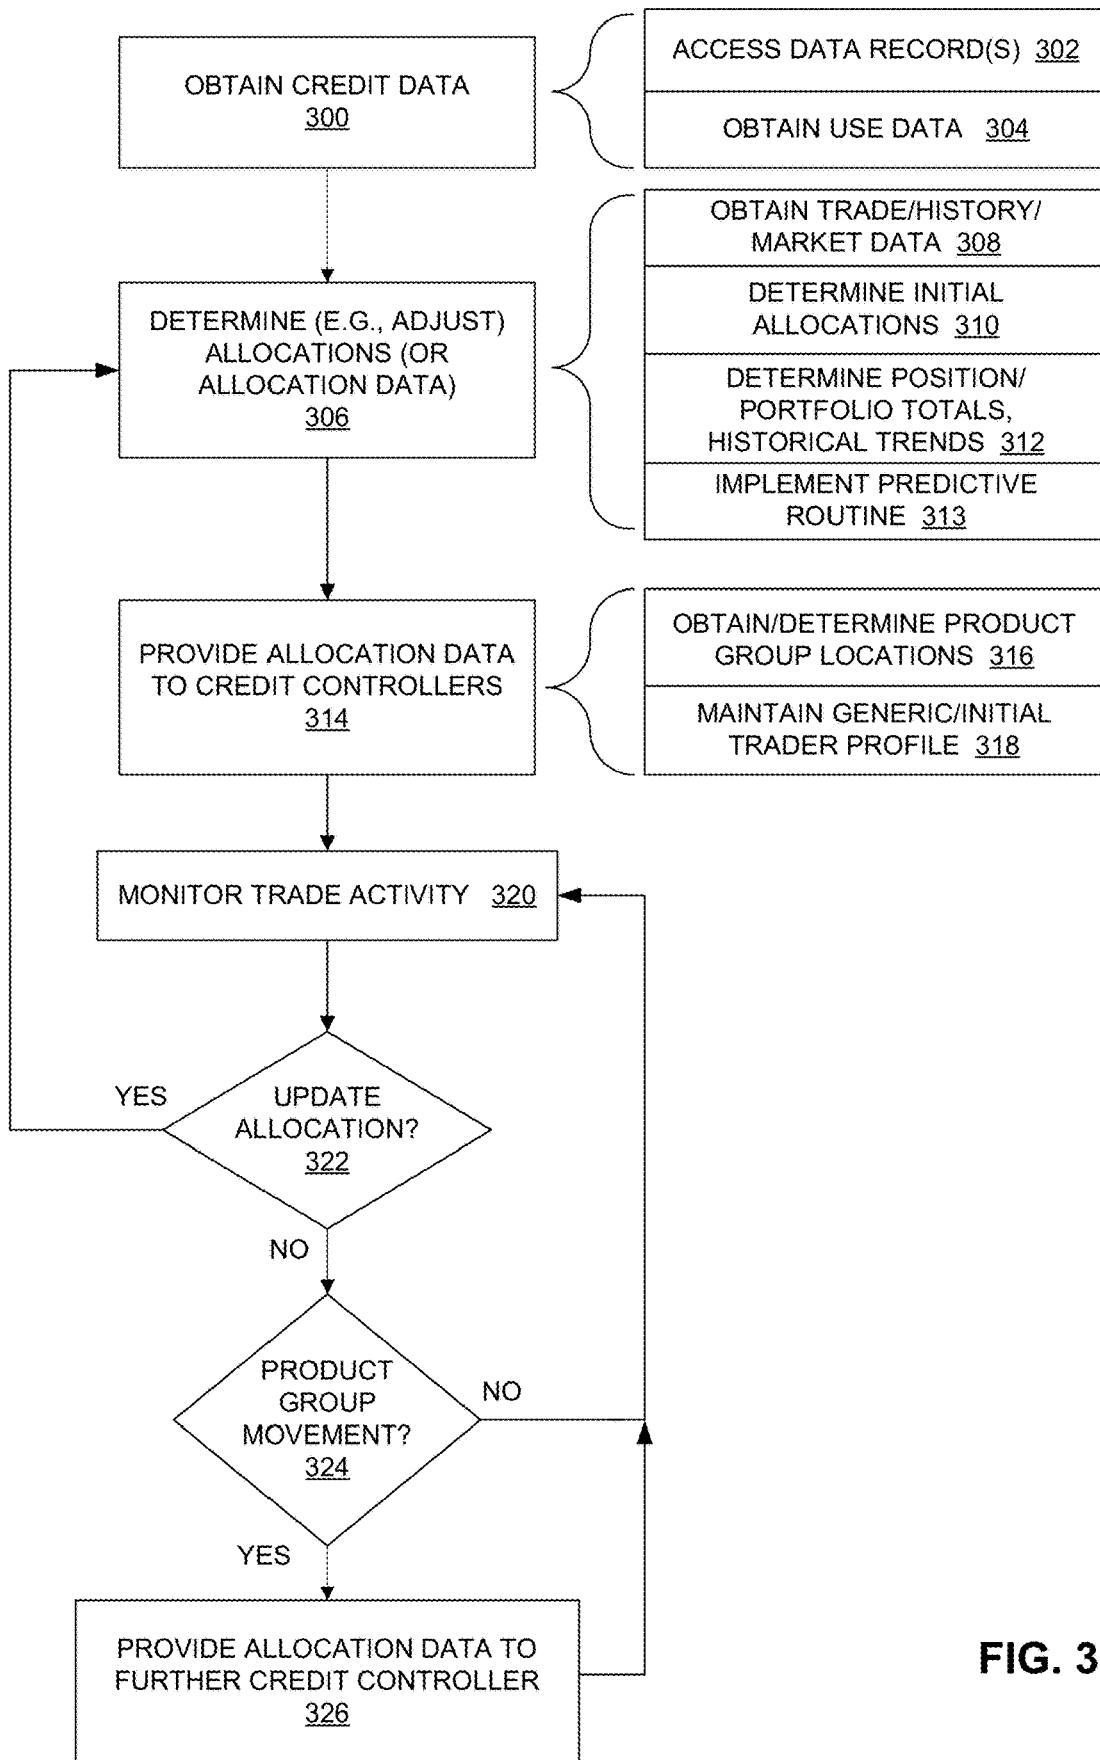 OBTAIN CREDIT DATA
300
ACCESS DATA RECORD(S) 302
OBTAIN USE DATA 304
DETERMINE (E.G., ADJUST)
ALLOCATIONS (OR
ALLOCATION DATA)
306
OBTAIN TRADE/HISTORY/
MARKET DATA 308
DETERMINE INITIAL
ALLOCATIONS 310
DETERMINE POSITION/
PORTFOLIO TOTALS,
HISTORICAL TRENDS 312
IMPLEMENT PREDICTIVE
ROUTINE 313
PROVIDE ALLOCATION DATA
TO CREDIT CONTROLLERS
314
OBTAIN/DETERMINE PRODUCT
GROUP LOCATIONS 316
MAINTAIN GENERIC/INITIAL
TRADER PROFILE 318
MONITOR TRADE ACTIVITY 320
YES
UPDATE
ALLOCATION?
322
NO
PRODUCT
GROUP
MOVEMENT?
324
NO
YES
PROVIDE ALLOCATION DATA TO
FURTHER CREDIT CONTROLLER
326
FIG. 3